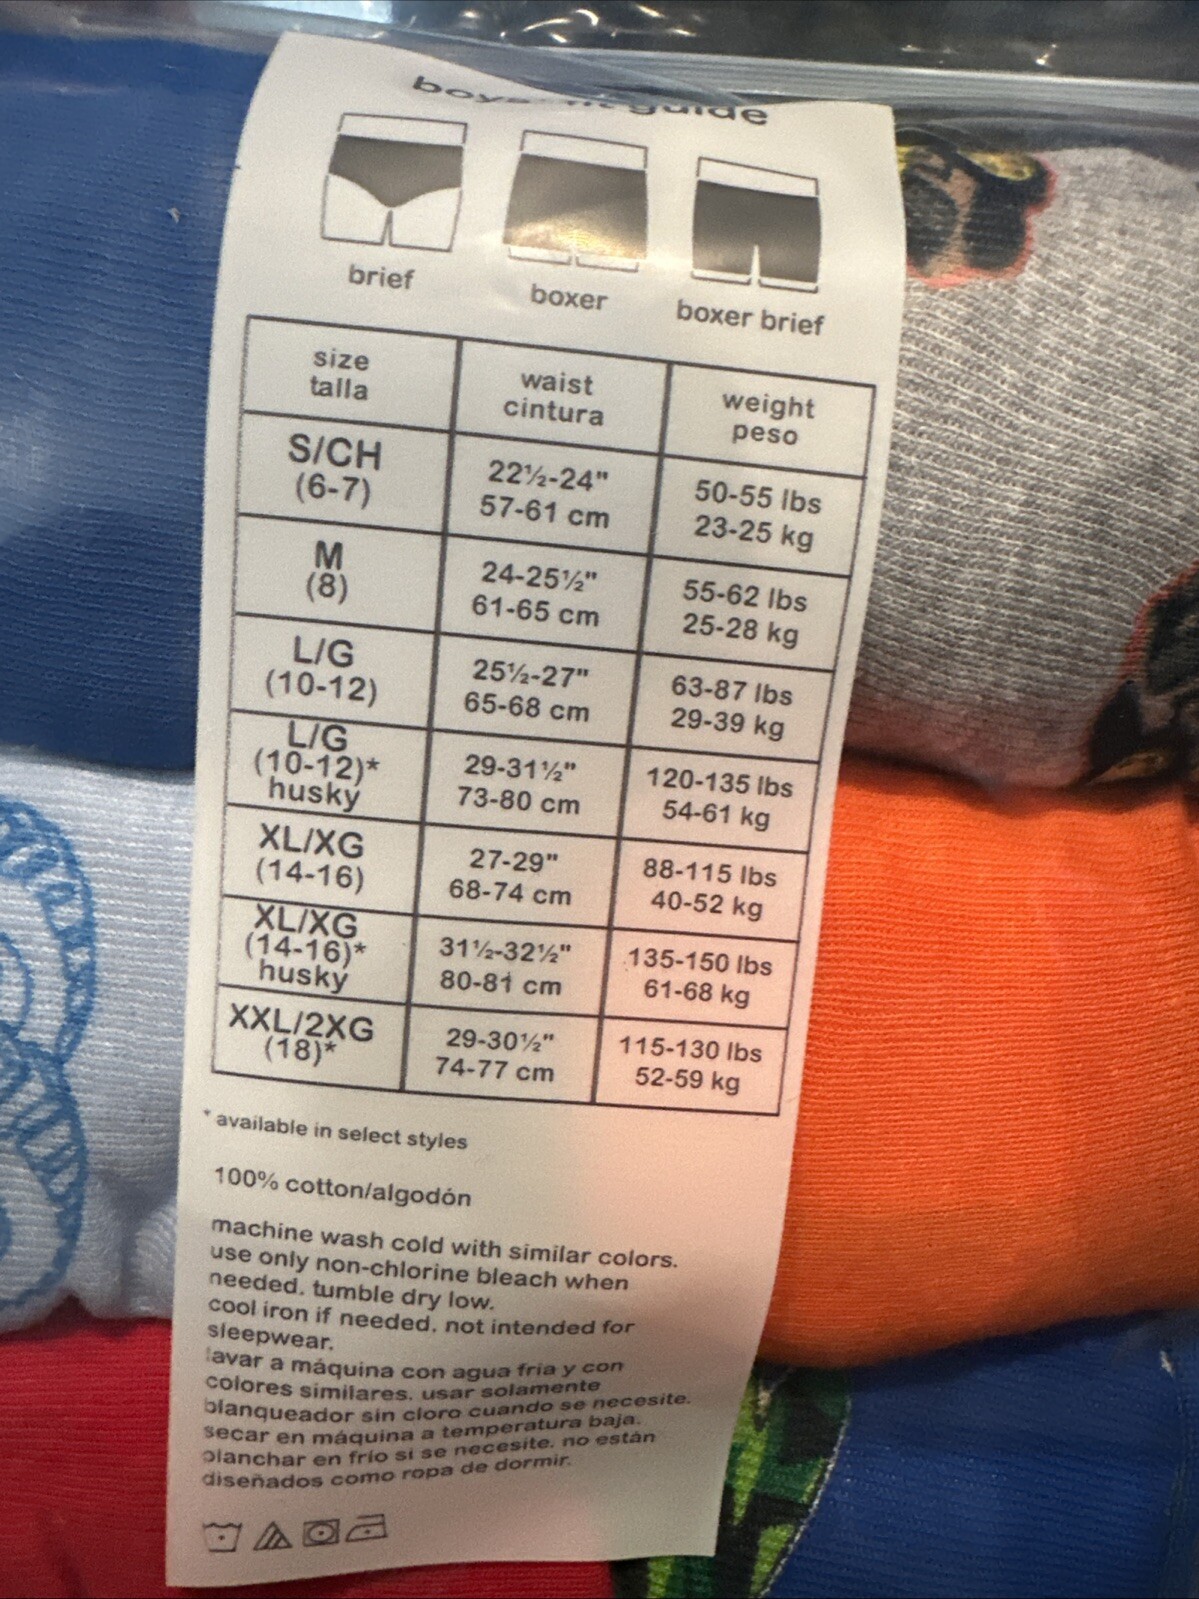 boys' fit guide
brief
boxer
boxer brief
size
talla
waist
cintura
weight
peso
S/CH
(6-7)
22½-24"
57-61 cm
50-55 lbs
23-25 kg
M
(8)
24-25½"
61-65 cm
55-62 lbs
25-28 kg
L/G
(10-12)
25½-27"
65-68 cm
63-87 lbs
29-39 kg
L/G
(10-12)*
husky
29-31½"
73-80 cm
120-135 lbs
54-61 kg
XL/XG
(14-16)
27-29"
68-74 cm
88-115 lbs
40-52 kg
XL/XG
(14-16)*
husky
31½-32½"
80-81 cm
135-150 lbs
61-68 kg
XXL/2XG
(18)*
29-30½"
74-77 cm
115-130 lbs
52-59 kg
* available in select styles
100% cotton/algodón
machine wash cold with similar colors.
use only non-chlorine bleach when
needed. tumble dry low.
cool iron if needed. not intended for
sleepwear.
lavar a máquina con agua fria y con
colores similares. usar solamente
blanqueador sin cloro cuando se necesite.
secar en máquina a temperatura baja.
planchar en frio si se necesite. no están
diseñados como ropa de dormir.